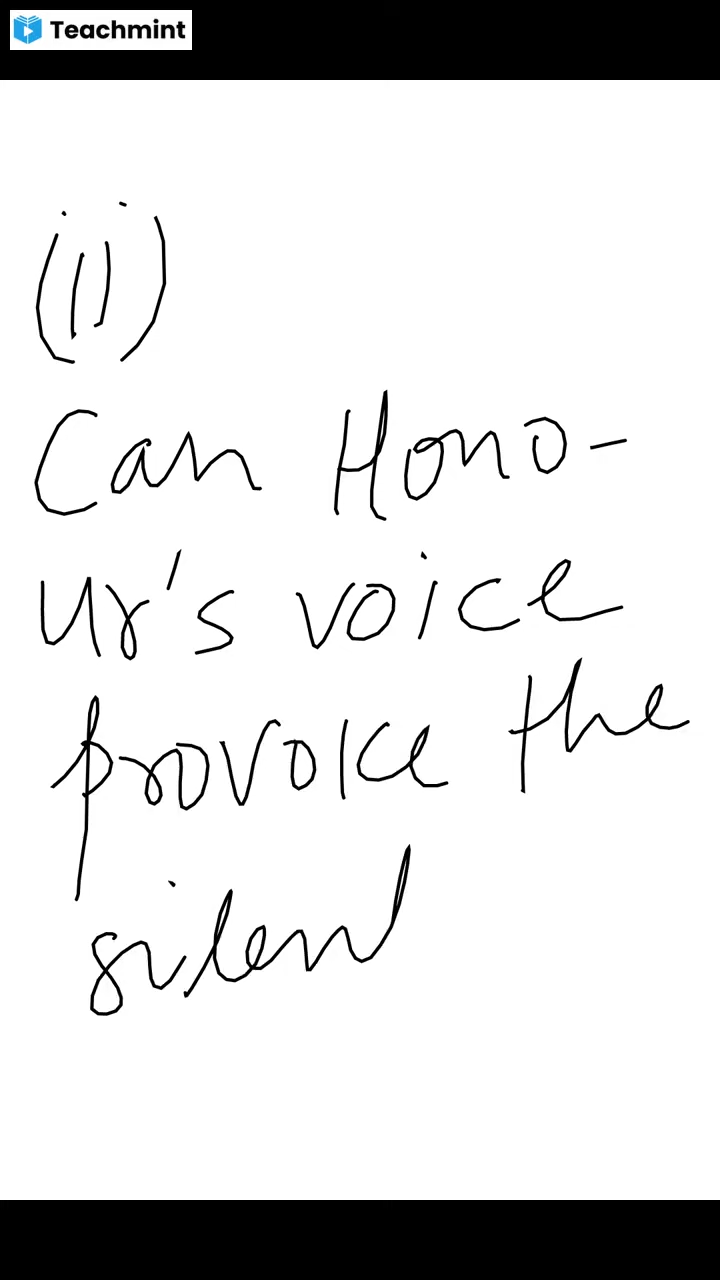 Teachmint
(ii)
Can Hono-
ur's voice
provoke the
silent